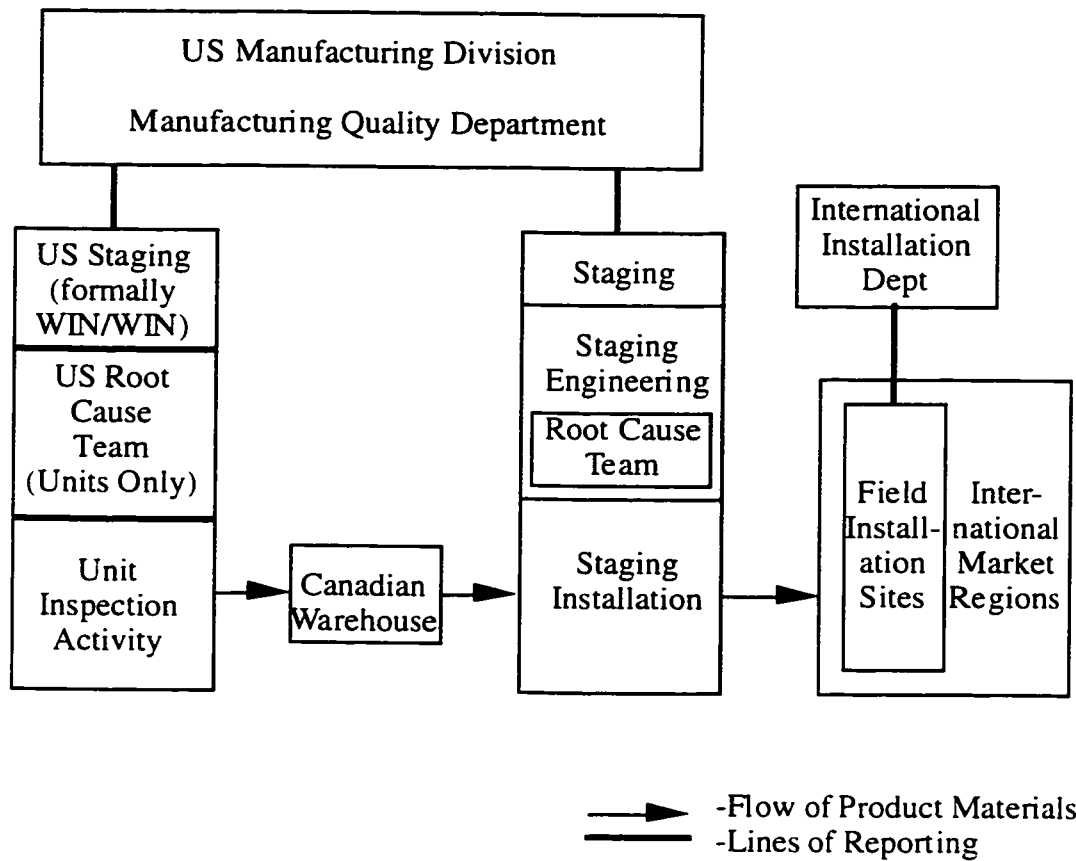 US Manufacturing Division
Manufacturing Quality Department
US Staging
(formally
WIN/WIN)
US Root
Cause
Team
(Units Only)
Unit
Inspection
Activity
Canadian
Warehouse
Staging
Staging
Engineering
Root Cause
Team
Staging
Installation
International
Installation
Dept
Field
Install-
ation
Sites
Inter-
national
Market
Regions
-Flow of Product Materials
-Lines of Reporting